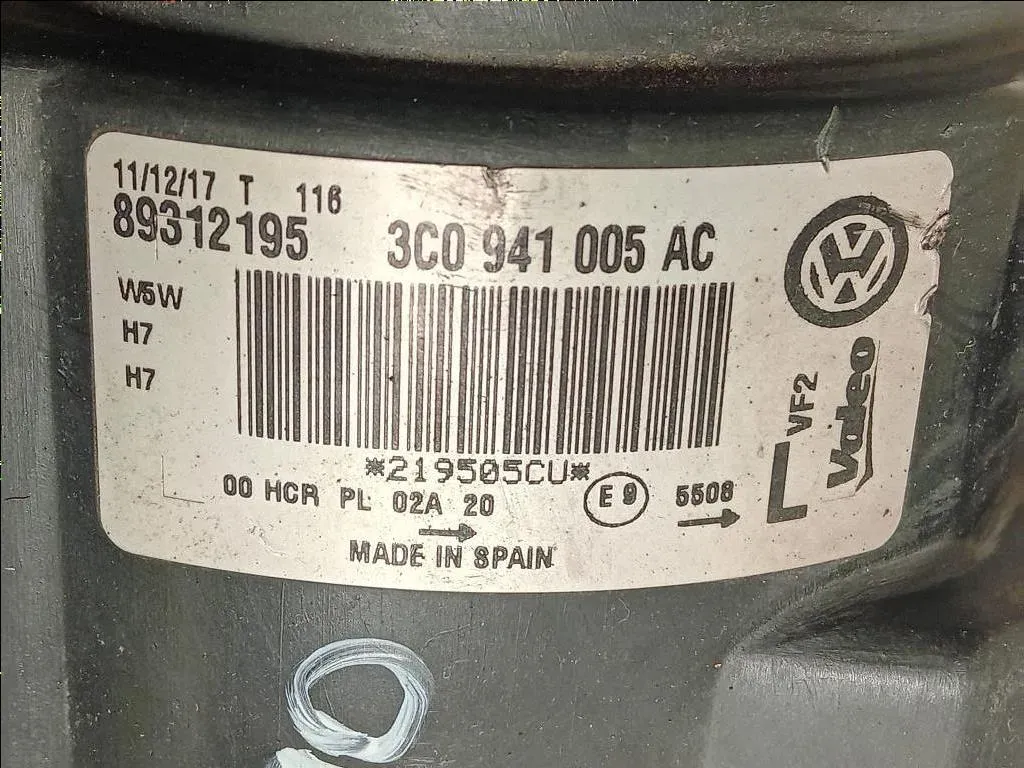 11/12/17 T 116
89312195 3C0 941 005 AC
W5W
H7
H7
*219505CU*
00 HCR PL 02A 20
E 9 5508
MADE IN SPAIN
L
VF2
Valeo
VW